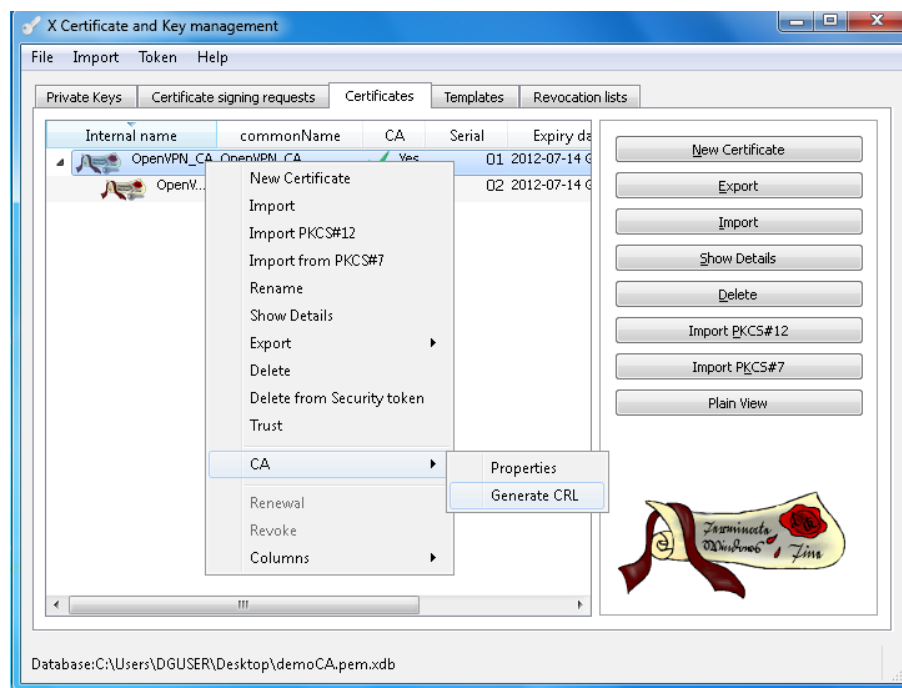 X Certificate and Key management
File Import Token Help
Private Keys Certificate signing requests Certificates Templates Revocation lists
Internal name commonName CA Serial Expiry da
OpenVPN_CA OpenVPN_CA Yes 01 2012-07-14 G
OpenV... 02 2012-07-14 G
New Certificate
Import
Import PKCS#12
Import from PKCS#7
Rename
Show Details
Export
Delete
Delete from Security token
Trust
CA
Renewal
Revoke
Columns
Properties
Generate CRL
New Certificate
Export
Import
Show Details
Delete
Import PKCS#12
Import PKCS#7
Plain View
Database:C:\Users\DGUSER\Desktop\demoCA.pem.xdb